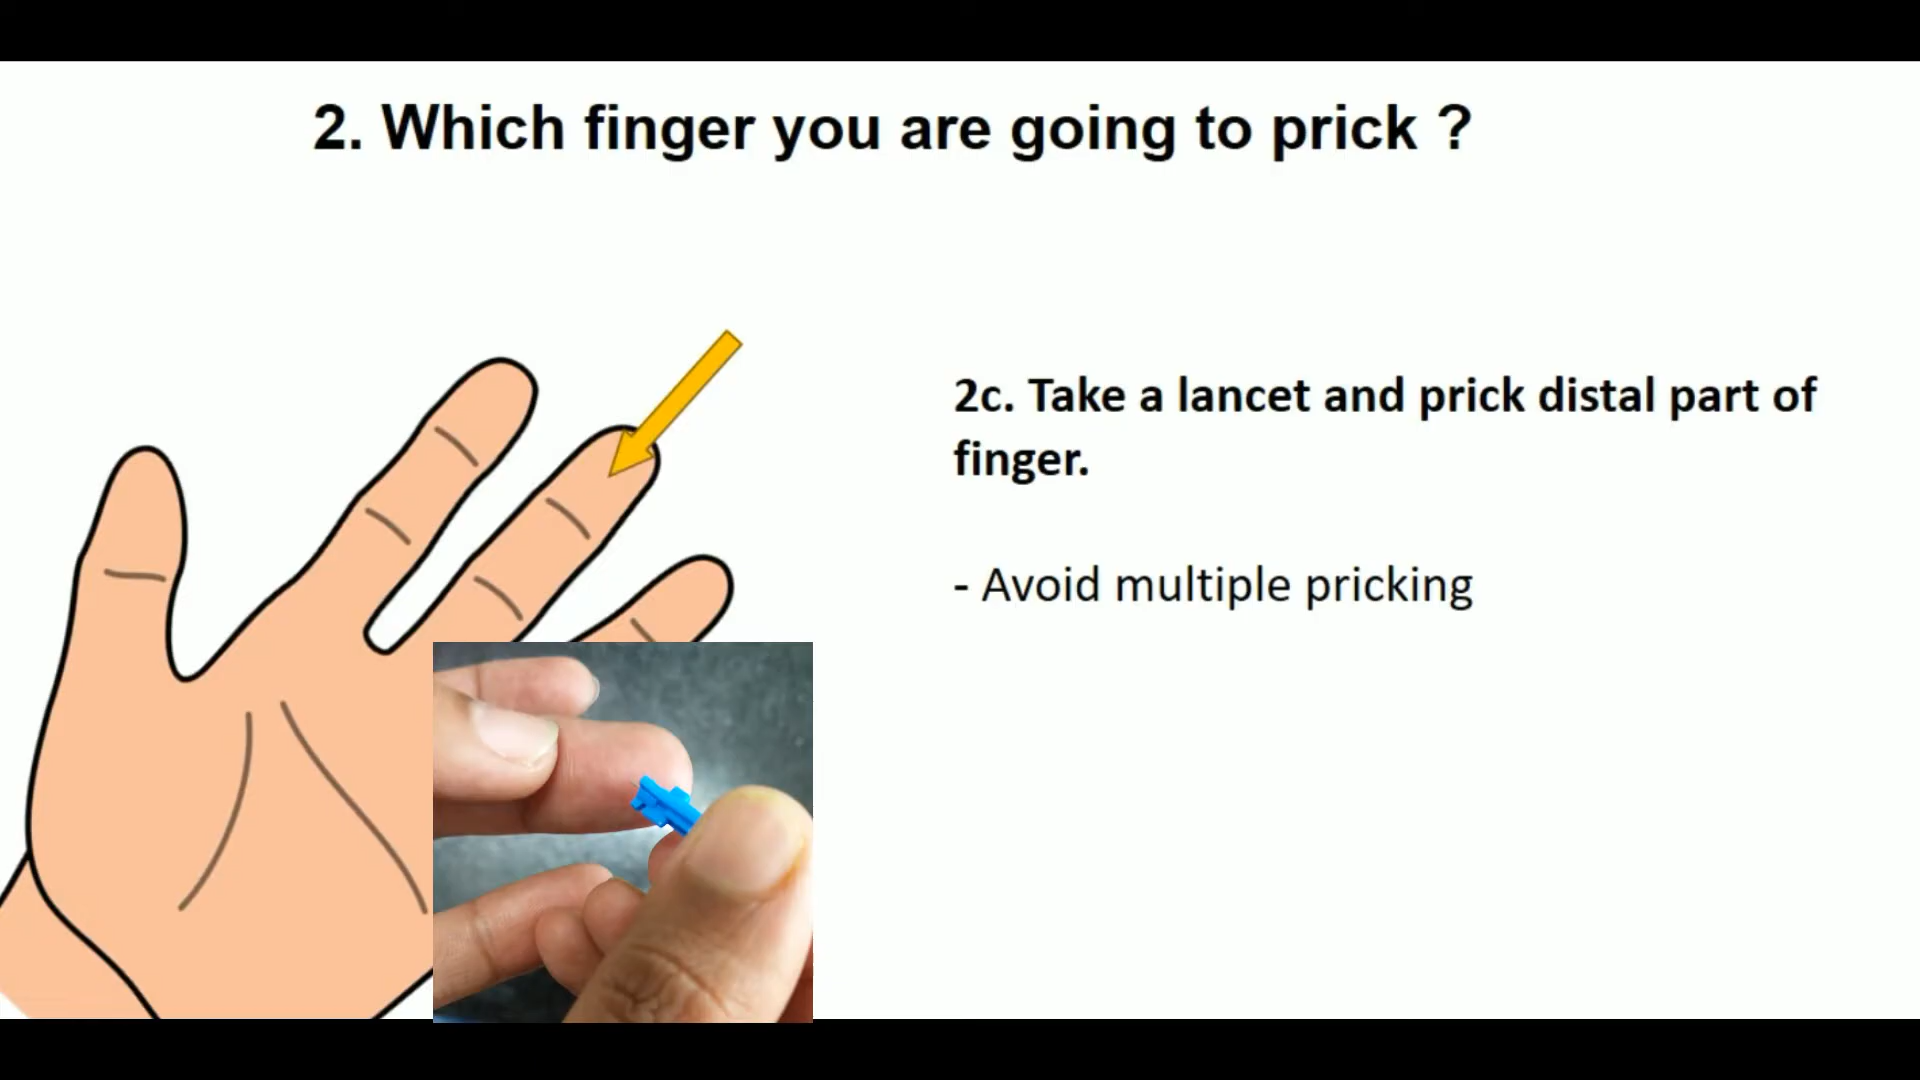 2. Which finger you are going to prick ?
2c. Take a lancet and prick distal part of
finger.
- Avoid multiple pricking